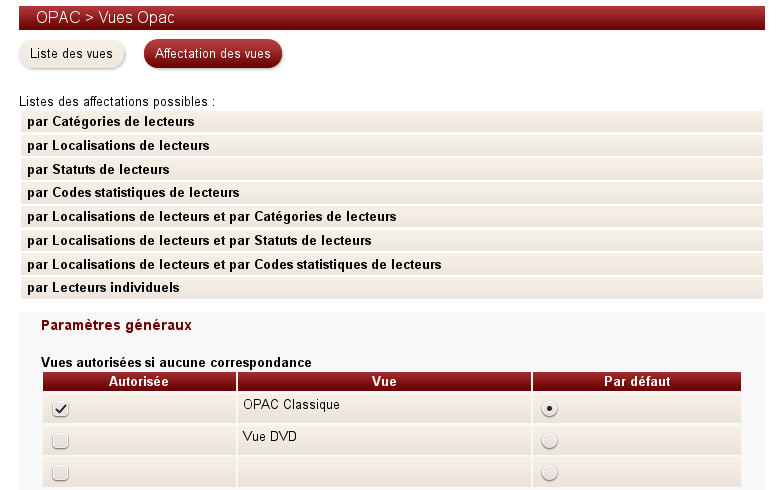 OPAC > Vues Opac
Liste des vues Affectation des vues
Listes des affectations possibles :
par Catégories de lecteurs
par Localisations de lecteurs
par Statuts de lecteurs
par Codes statistiques de lecteurs
par Localisations de lecteurs et par Catégories de lecteurs
par Localisations de lecteurs et par Statuts de lecteurs
par Localisations de lecteurs et par Codes statistiques de lecteurs
par Lecteurs individuels
Paramètres généraux
Vues autorisées si aucune correspondance
Autorisée Vue Par défaut
OPAC Classique
Vue DVD